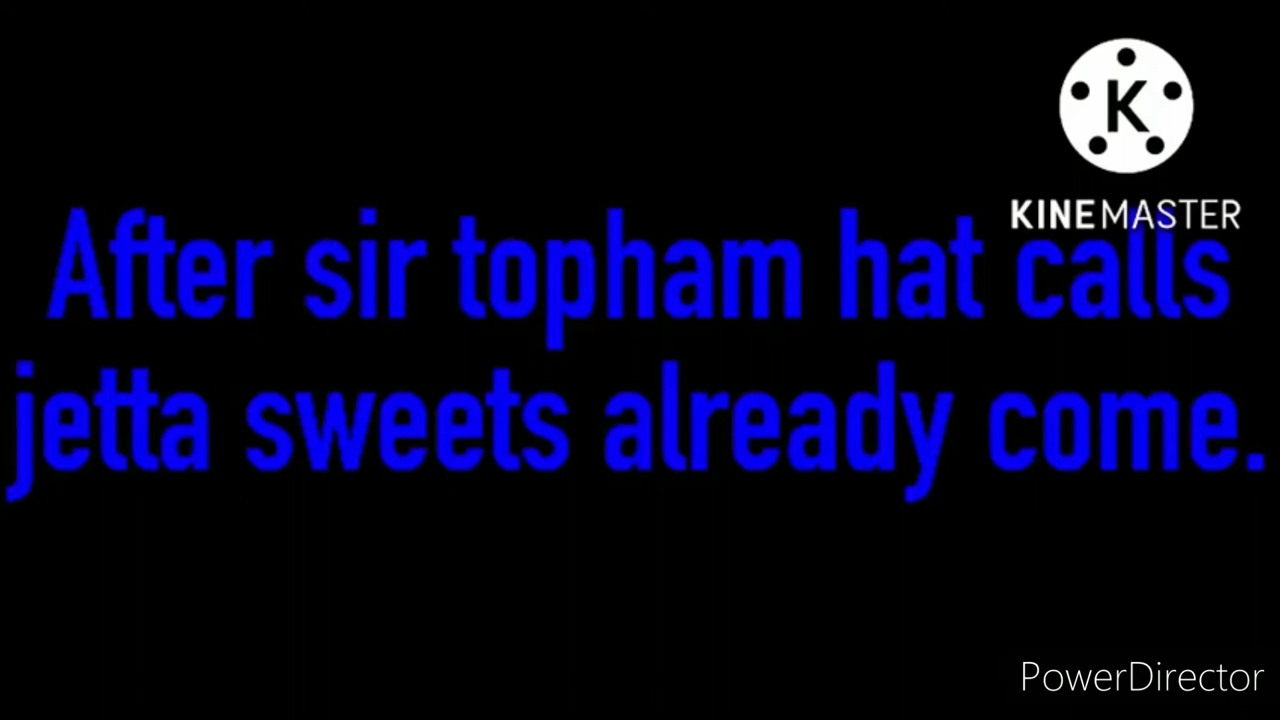 K
KINEMASTER
After sir topham hat calls
jetta sweets already come.
PowerDirector